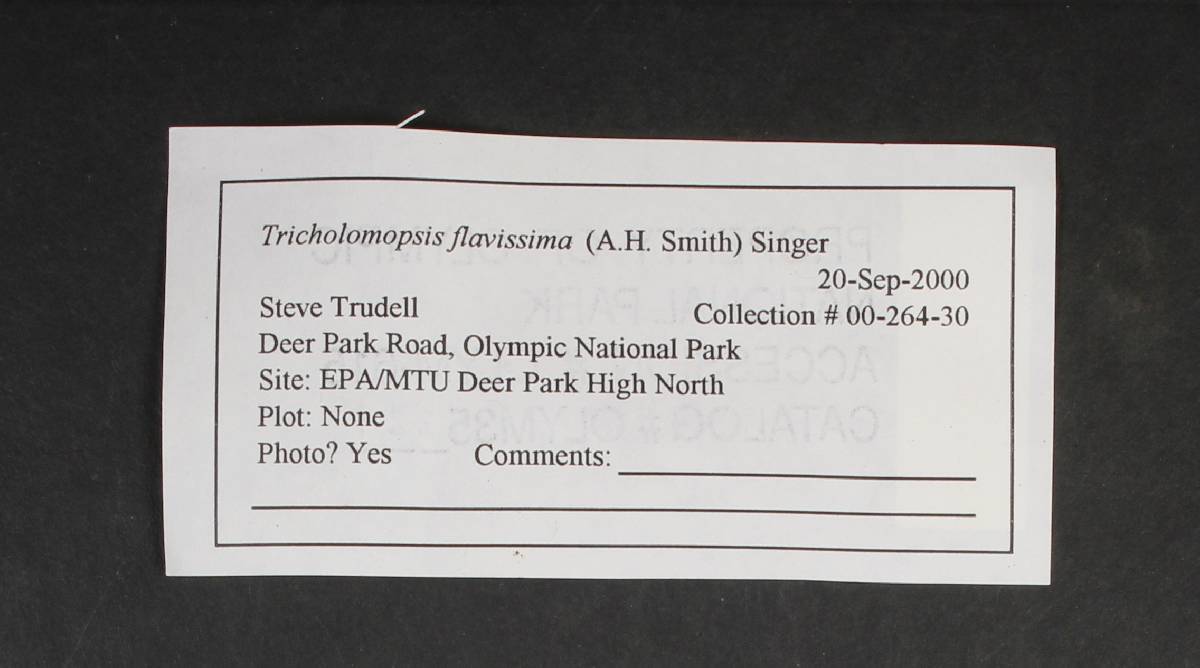 Tricholomopsis flavissima (A.H. Smith) Singer
20-Sep-2000
Steve Trudell Collection # 00-264-30
Deer Park Road, Olympic National Park
Site: EPA/MTU Deer Park High North
Plot: None
Photo? Yes Comments: